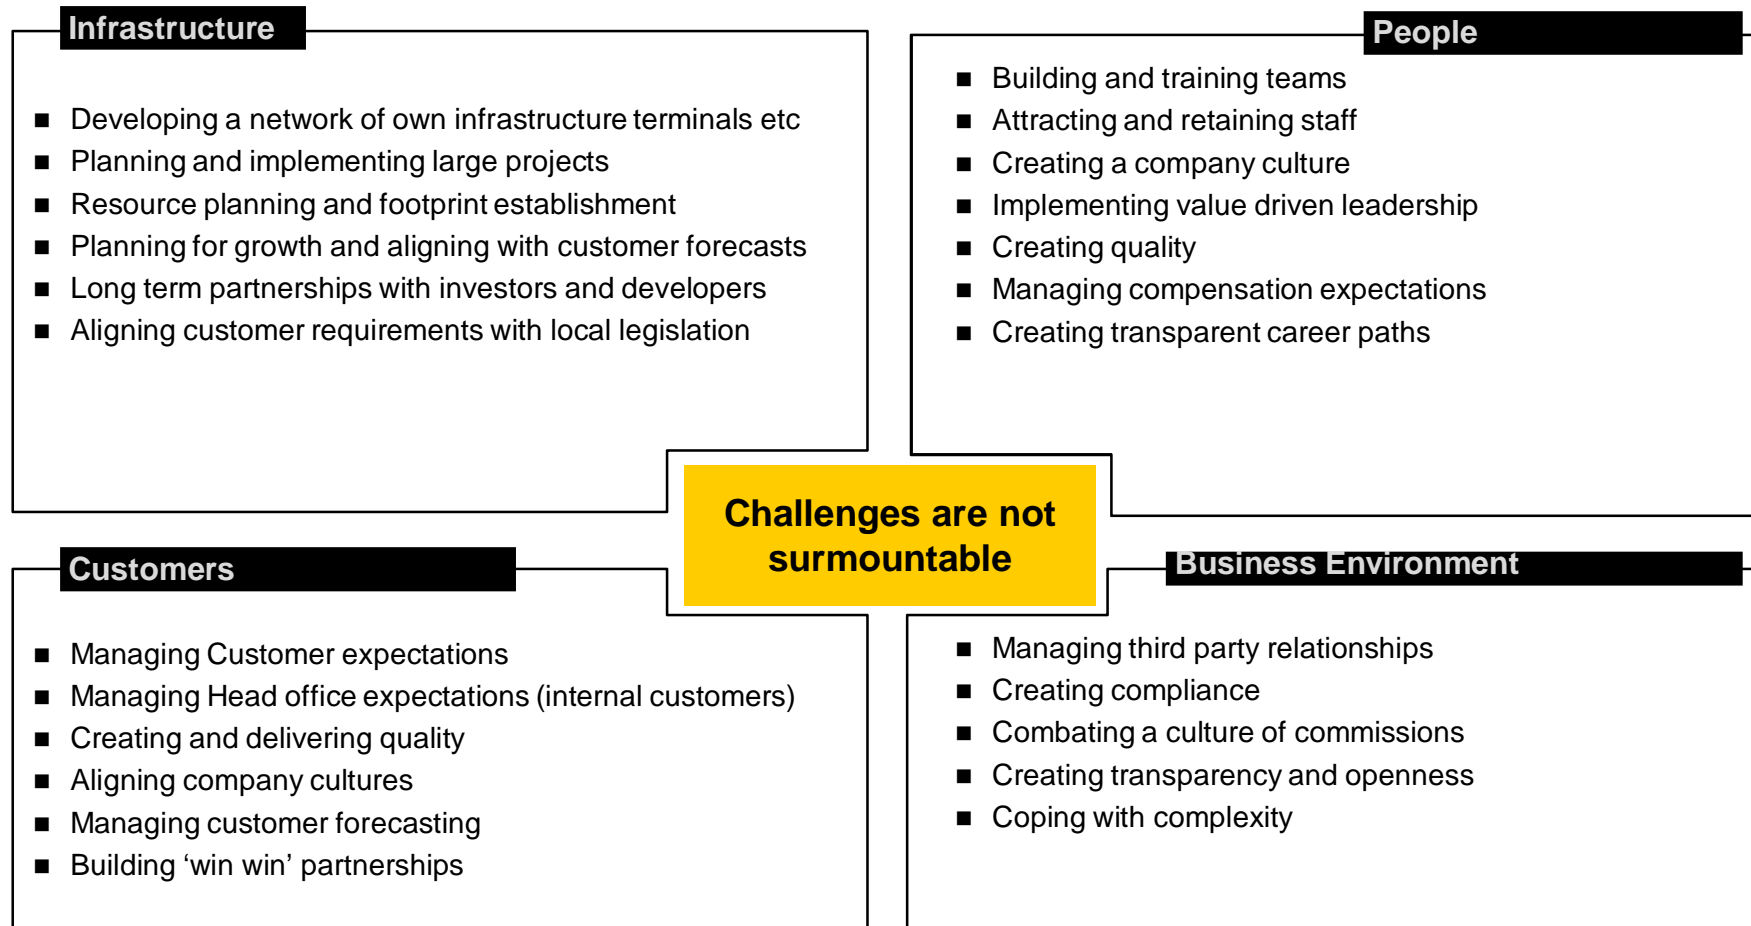 Infrastructure
■ Developing a network of own infrastructure terminals etc
■ Planning and implementing large projects
■ Resource planning and footprint establishment
■ Planning for growth and aligning with customer forecasts
■ Long term partnerships with investors and developers
■ Aligning customer requirements with local legislation
People
■ Building and training teams
■ Attracting and retaining staff
■ Creating a company culture
■ Implementing value driven leadership
■ Creating quality
■ Managing compensation expectations
■ Creating transparent career paths
Challenges are not
surmountable
Customers
■ Managing Customer expectations
■ Managing Head office expectations (internal customers)
■ Creating and delivering quality
■ Aligning company cultures
■ Managing customer forecasting
■ Building ‘win win’ partnerships
Business Environment
■ Managing third party relationships
■ Creating compliance
■ Combating a culture of commissions
■ Creating transparency and openness
■ Coping with complexity